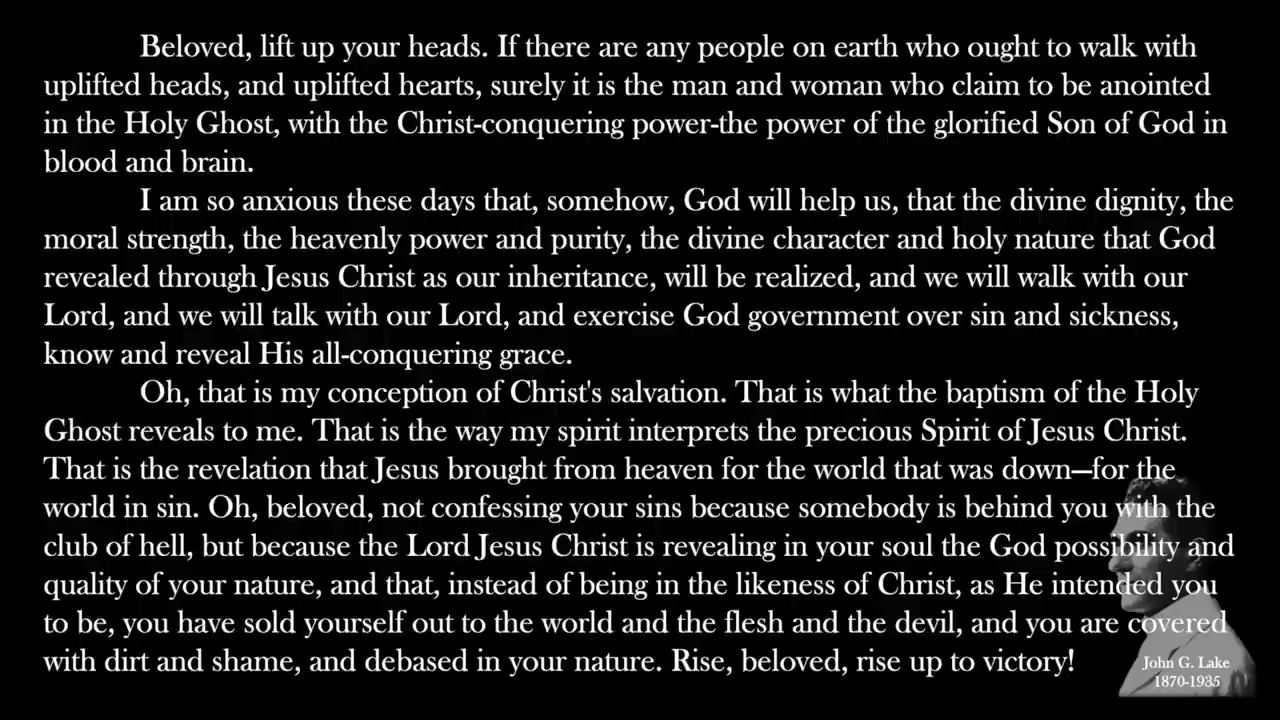 Beloved, lift up your heads. If there are any people on earth who ought to walk with
uplifted heads, and uplifted hearts, surely it is the man and woman who claim to be anointed
in the Holy Ghost, with the Christ-conquering power-the power of the glorified Son of God in
blood and brain.
I am so anxious these days that, somehow, God will help us, that the divine dignity, the
moral strength, the heavenly power and purity, the divine character and holy nature that God
revealed through Jesus Christ as our inheritance, will be realized, and we will walk with our
Lord, and we will talk with our Lord, and exercise God government over sin and sickness,
know and reveal His all-conquering grace.
Oh, that is my conception of Christ's salvation. That is what the baptism of the Holy
Ghost reveals to me. That is the way my spirit interprets the precious Spirit of Jesus Christ.
That is the revelation that Jesus brought from heaven for the world that was down—for the
world in sin. Oh, beloved, not confessing your sins because somebody is behind you with the
club of hell, but because the Lord Jesus Christ is revealing in your soul the God possibility and
quality of your nature, and that, instead of being in the likeness of Christ, as He intended you
to be, you have sold yourself out to the world and the flesh and the devil, and you are covered
with dirt and shame, and debased in your nature. Rise, beloved, rise up to victory!
John G. Lake
1870-1935